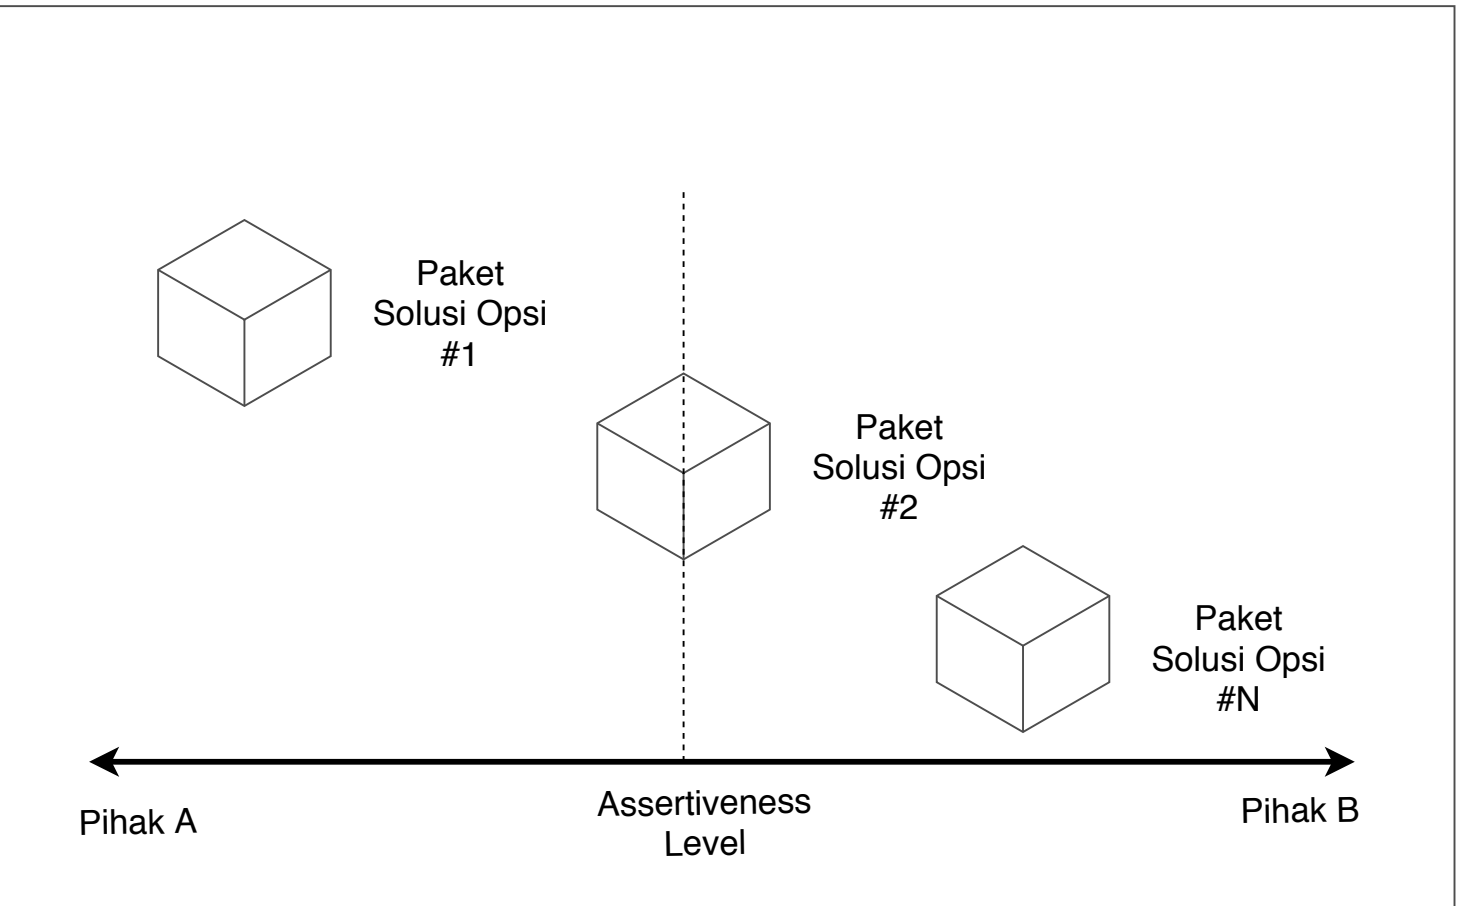 Paket
Solusi Opsi
#1
Paket
Solusi Opsi
#2
Paket
Solusi Opsi
#N
Pihak A
Assertiveness
Level
Pihak B